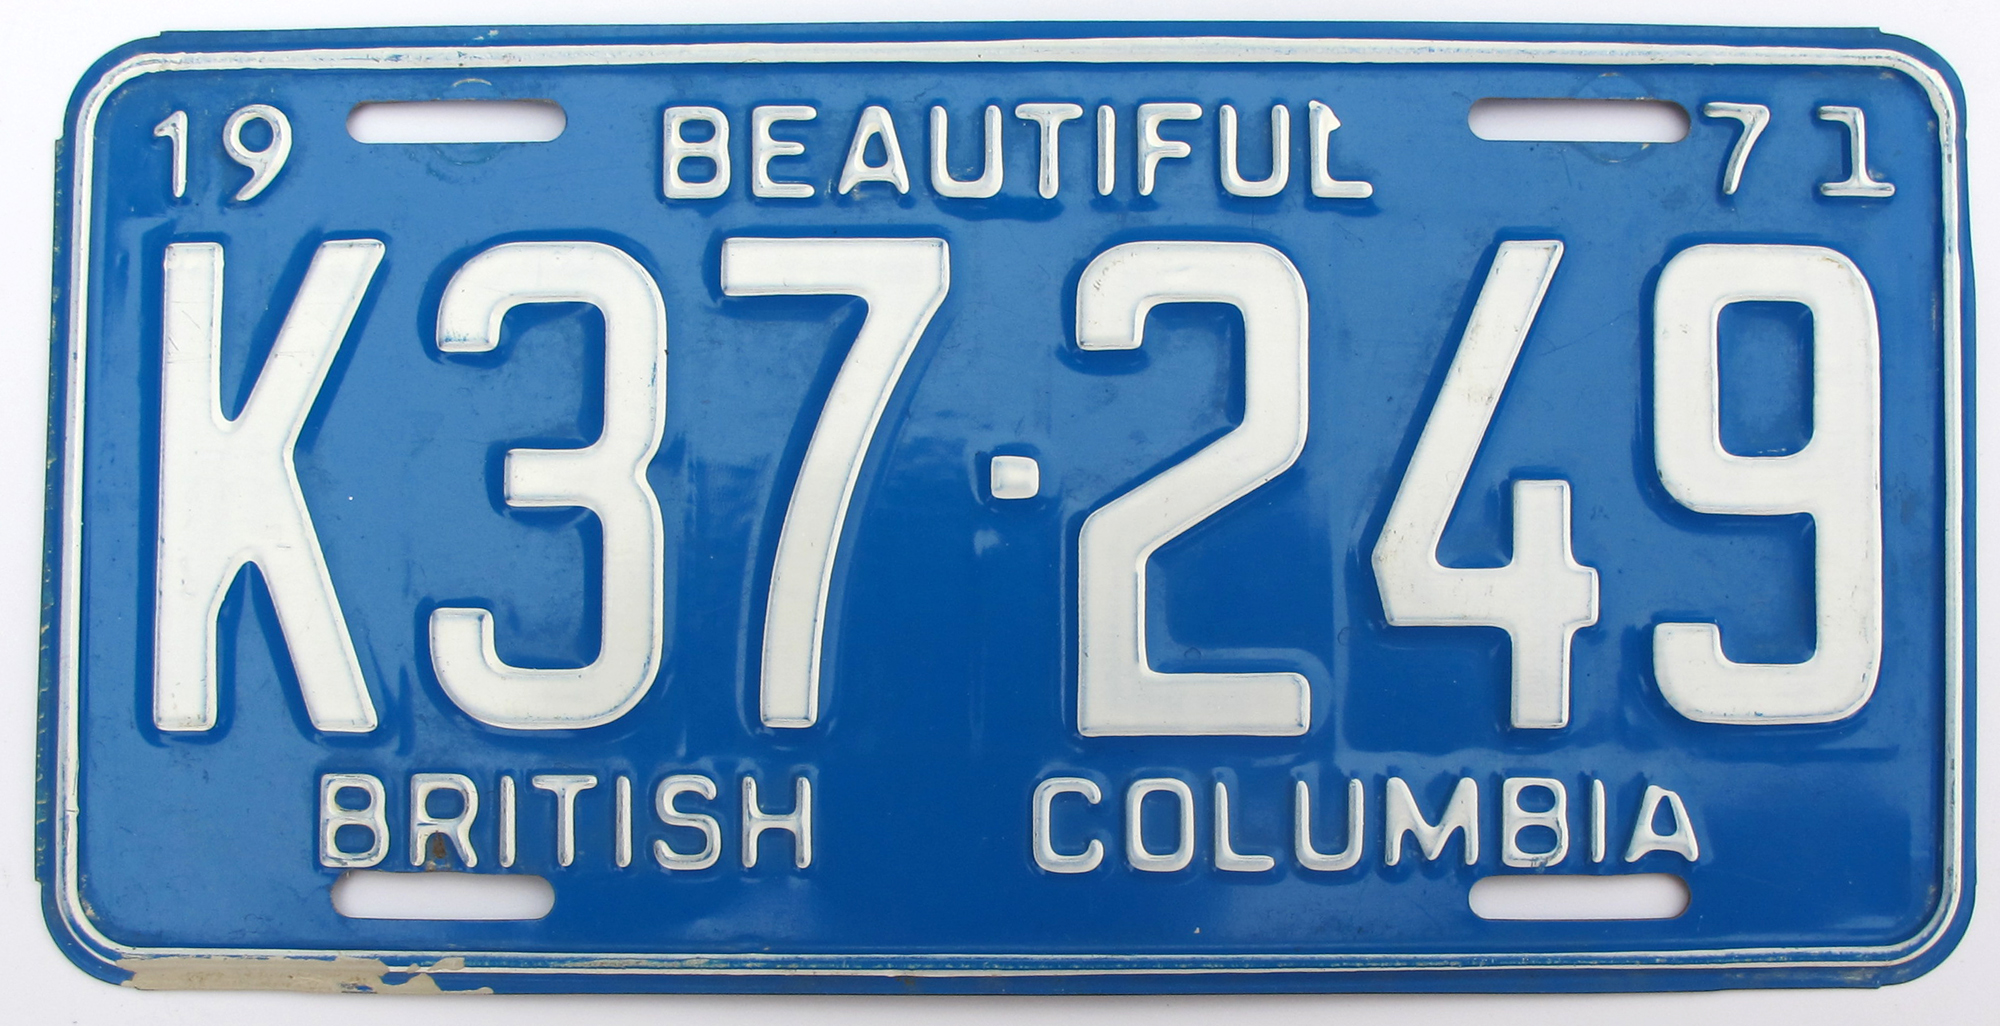 19 BEAUTIFUL 71
K37·249
BRITISH COLUMBIA